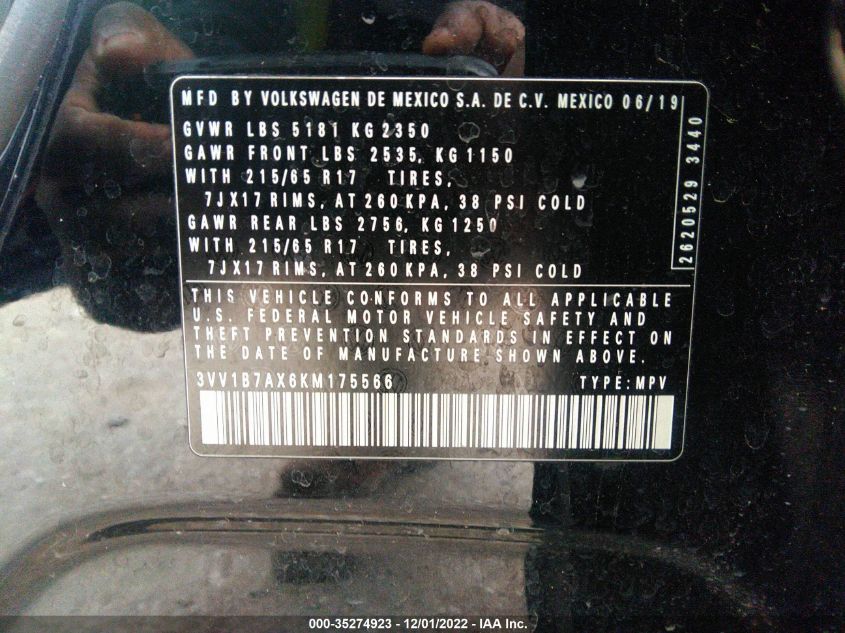 MFD BY VOLKSWAGEN DE MEXICO S.A. DE C.V. MEXICO 06/19
GVWR LBS 5181 KG 2350
GAWR FRONT LBS 2535, KG 1150
WITH 215/65 R17 TIRES,
7JX17 RIMS, AT 260 KPA, 38 PSI COLD
GAWR REAR LBS 2756, KG 1250
WITH 215/65 R17 TIRES,
7JX17 RIMS, AT 260 KPA, 38 PSI COLD
2620529 3440
THIS VEHICLE CONFORMS TO ALL APPLICABLE
U.S. FEDERAL MOTOR VEHICLE SAFETY AND
THEFT PREVENTION STANDARDS IN EFFECT ON
THE DATE OF MANUFACTURE SHOWN ABOVE.
3VV1B7AX6KM175566 TYPE: MPV
000-35274923 - 12/01/2022 - IAA Inc.